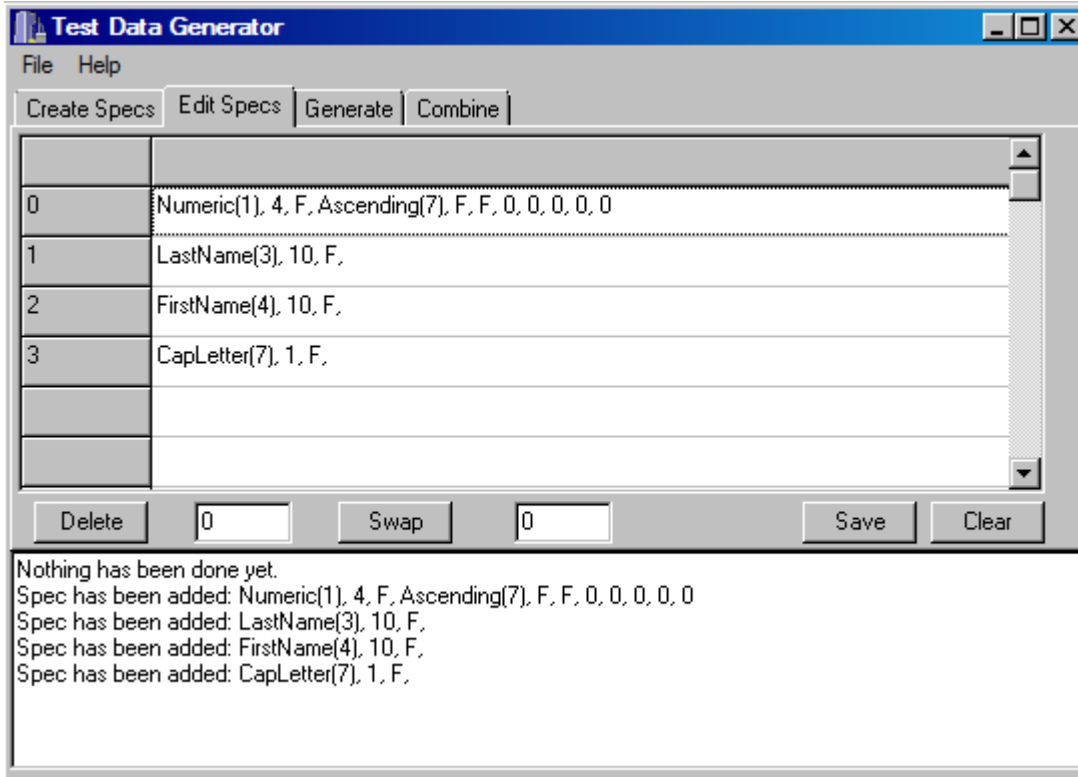 Test Data Generator
File Help
Create Specs Edit Specs Generate Combine
0 Numeric(1), 4, F, Ascending(7), F, F, 0, 0, 0, 0, 0
1 LastName(3), 10, F,
2 FirstName(4), 10, F,
3 CapLetter(7), 1, F,
Delete 0 Swap 0 Save Clear
Nothing has been done yet.
Spec has been added: Numeric(1), 4, F, Ascending(7), F, F, 0, 0, 0, 0, 0
Spec has been added: LastName(3), 10, F,
Spec has been added: FirstName(4), 10, F,
Spec has been added: CapLetter(7), 1, F,